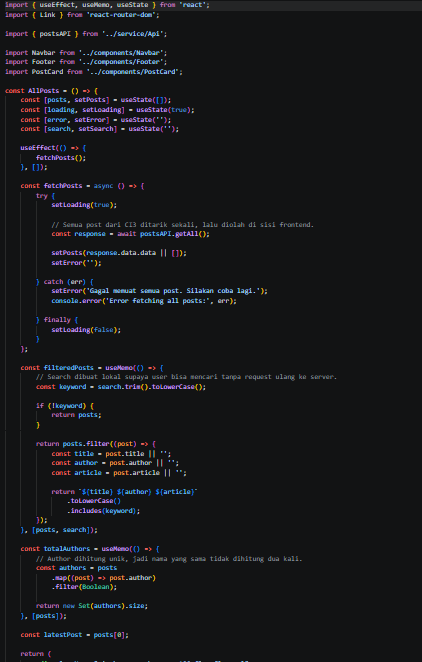 import { useEffect, useMemo, useState } from 'react';
import { Link } from 'react-router-dom';
import { postsAPI } from '../service/Api';
import Navbar from '../components/Navbar';
import Footer from '../components/Footer';
import PostCard from '../components/PostCard';
const AllPosts = () => {
const [posts, setPosts] = useState([]);
const [loading, setLoading] = useState(true);
const [error, setError] = useState('');
const [search, setSearch] = useState('');
useEffect(() => {
fetchPosts();
}, []);
const fetchPosts = async () => {
try {
setLoading(true);
// Semua post dari CI3 ditarik sekali, lalu diolah di sisi frontend.
const response = await postsAPI.getAll();
setPosts(response.data.data || []);
setError('');
} catch (err) {
setError('Gagal memuat semua post. Silakan coba lagi.');
console.error('Error fetching all posts:', err);
} finally {
setLoading(false);
}
};
const filteredPosts = useMemo(() => {
// Search dibuat lokal supaya user bisa mencari tanpa request ulang ke server.
const keyword = search.trim().toLowerCase();
if (!keyword) {
return posts;
}
return posts.filter((post) => {
const title = post.title || '';
const author = post.author || '';
const article = post.article || '';
return `${title} ${author} ${article}`
.toLowerCase()
.includes(keyword);
});
}, [posts, search]);
const totalAuthors = useMemo(() => {
// Author dihitung unik, jadi nama yang sama tidak dihitung dua kali.
const authors = posts
.map((post) => post.author)
.filter(Boolean);
return new Set(authors).size;
}, [posts]);
const latestPost = posts[0];
return (